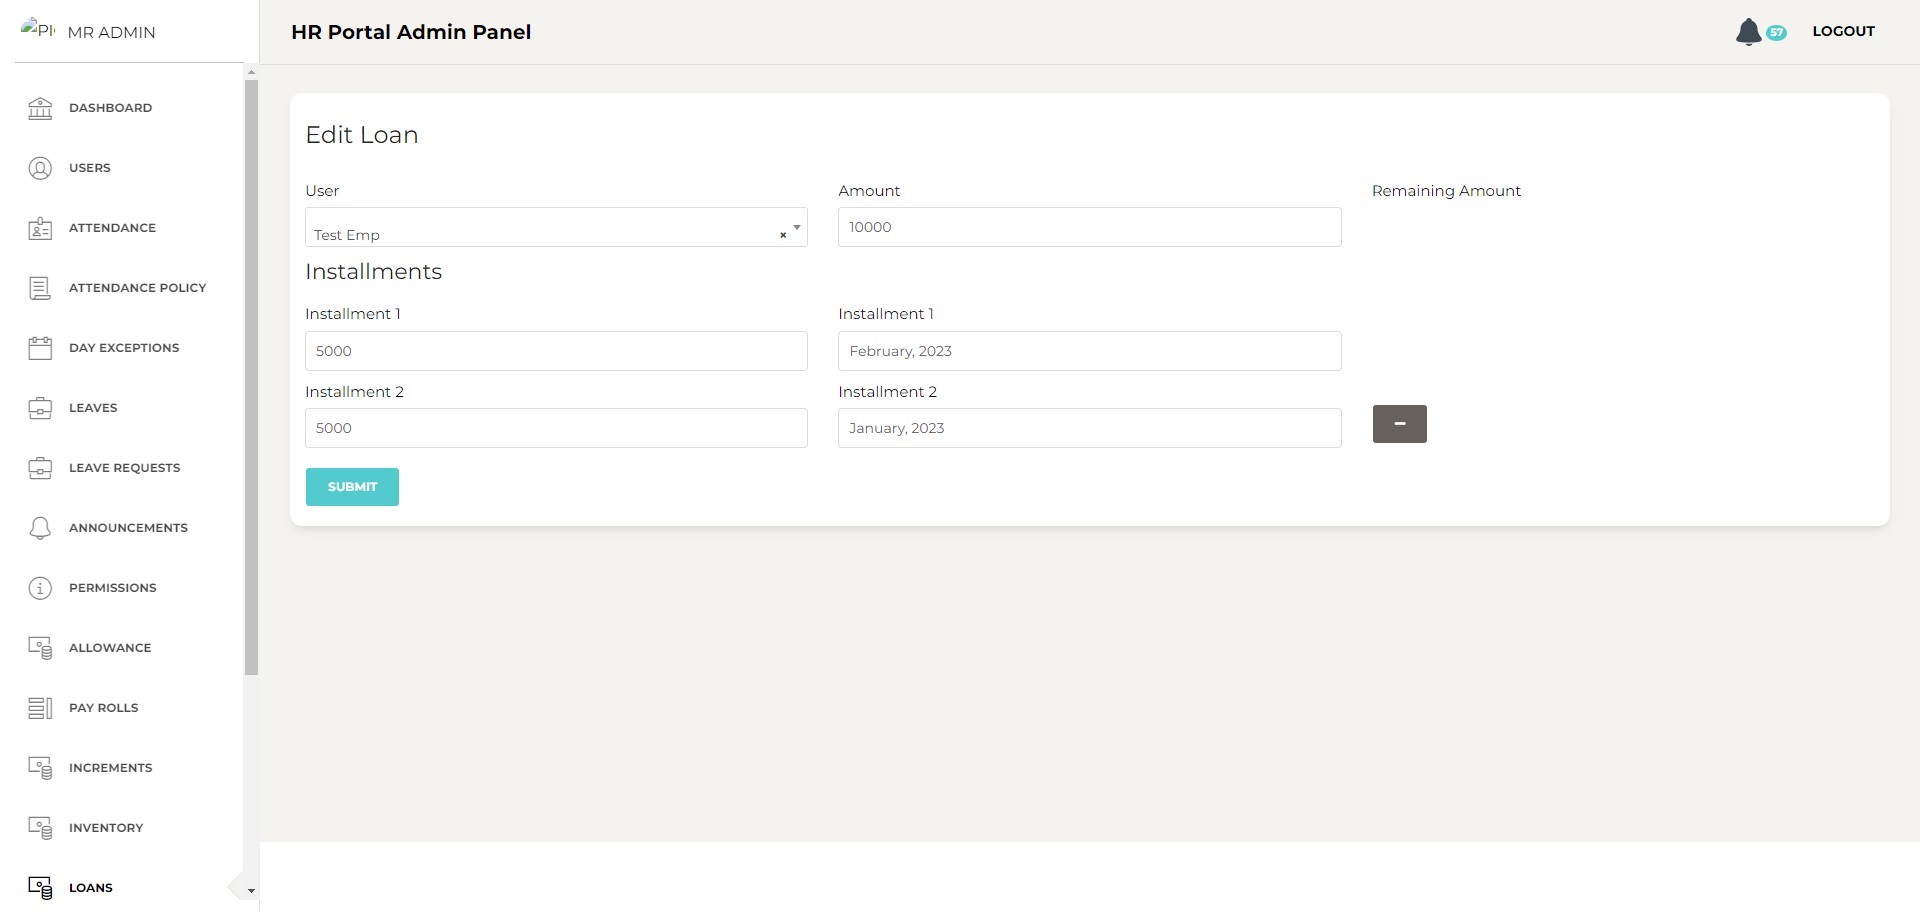 MR ADMIN
HR Portal Admin Panel
57
LOGOUT
DASHBOARD
USERS
ATTENDANCE
ATTENDANCE POLICY
DAY EXCEPTIONS
LEAVES
LEAVE REQUESTS
ANNOUNCEMENTS
PERMISSIONS
ALLOWANCE
PAY ROLLS
INCREMENTS
INVENTORY
LOANS
Edit Loan
User
Amount
Remaining Amount
Test Emp
×
10000
Installments
Installment 1
Installment 1
5000
February, 2023
Installment 2
Installment 2
5000
January, 2023
SUBMIT